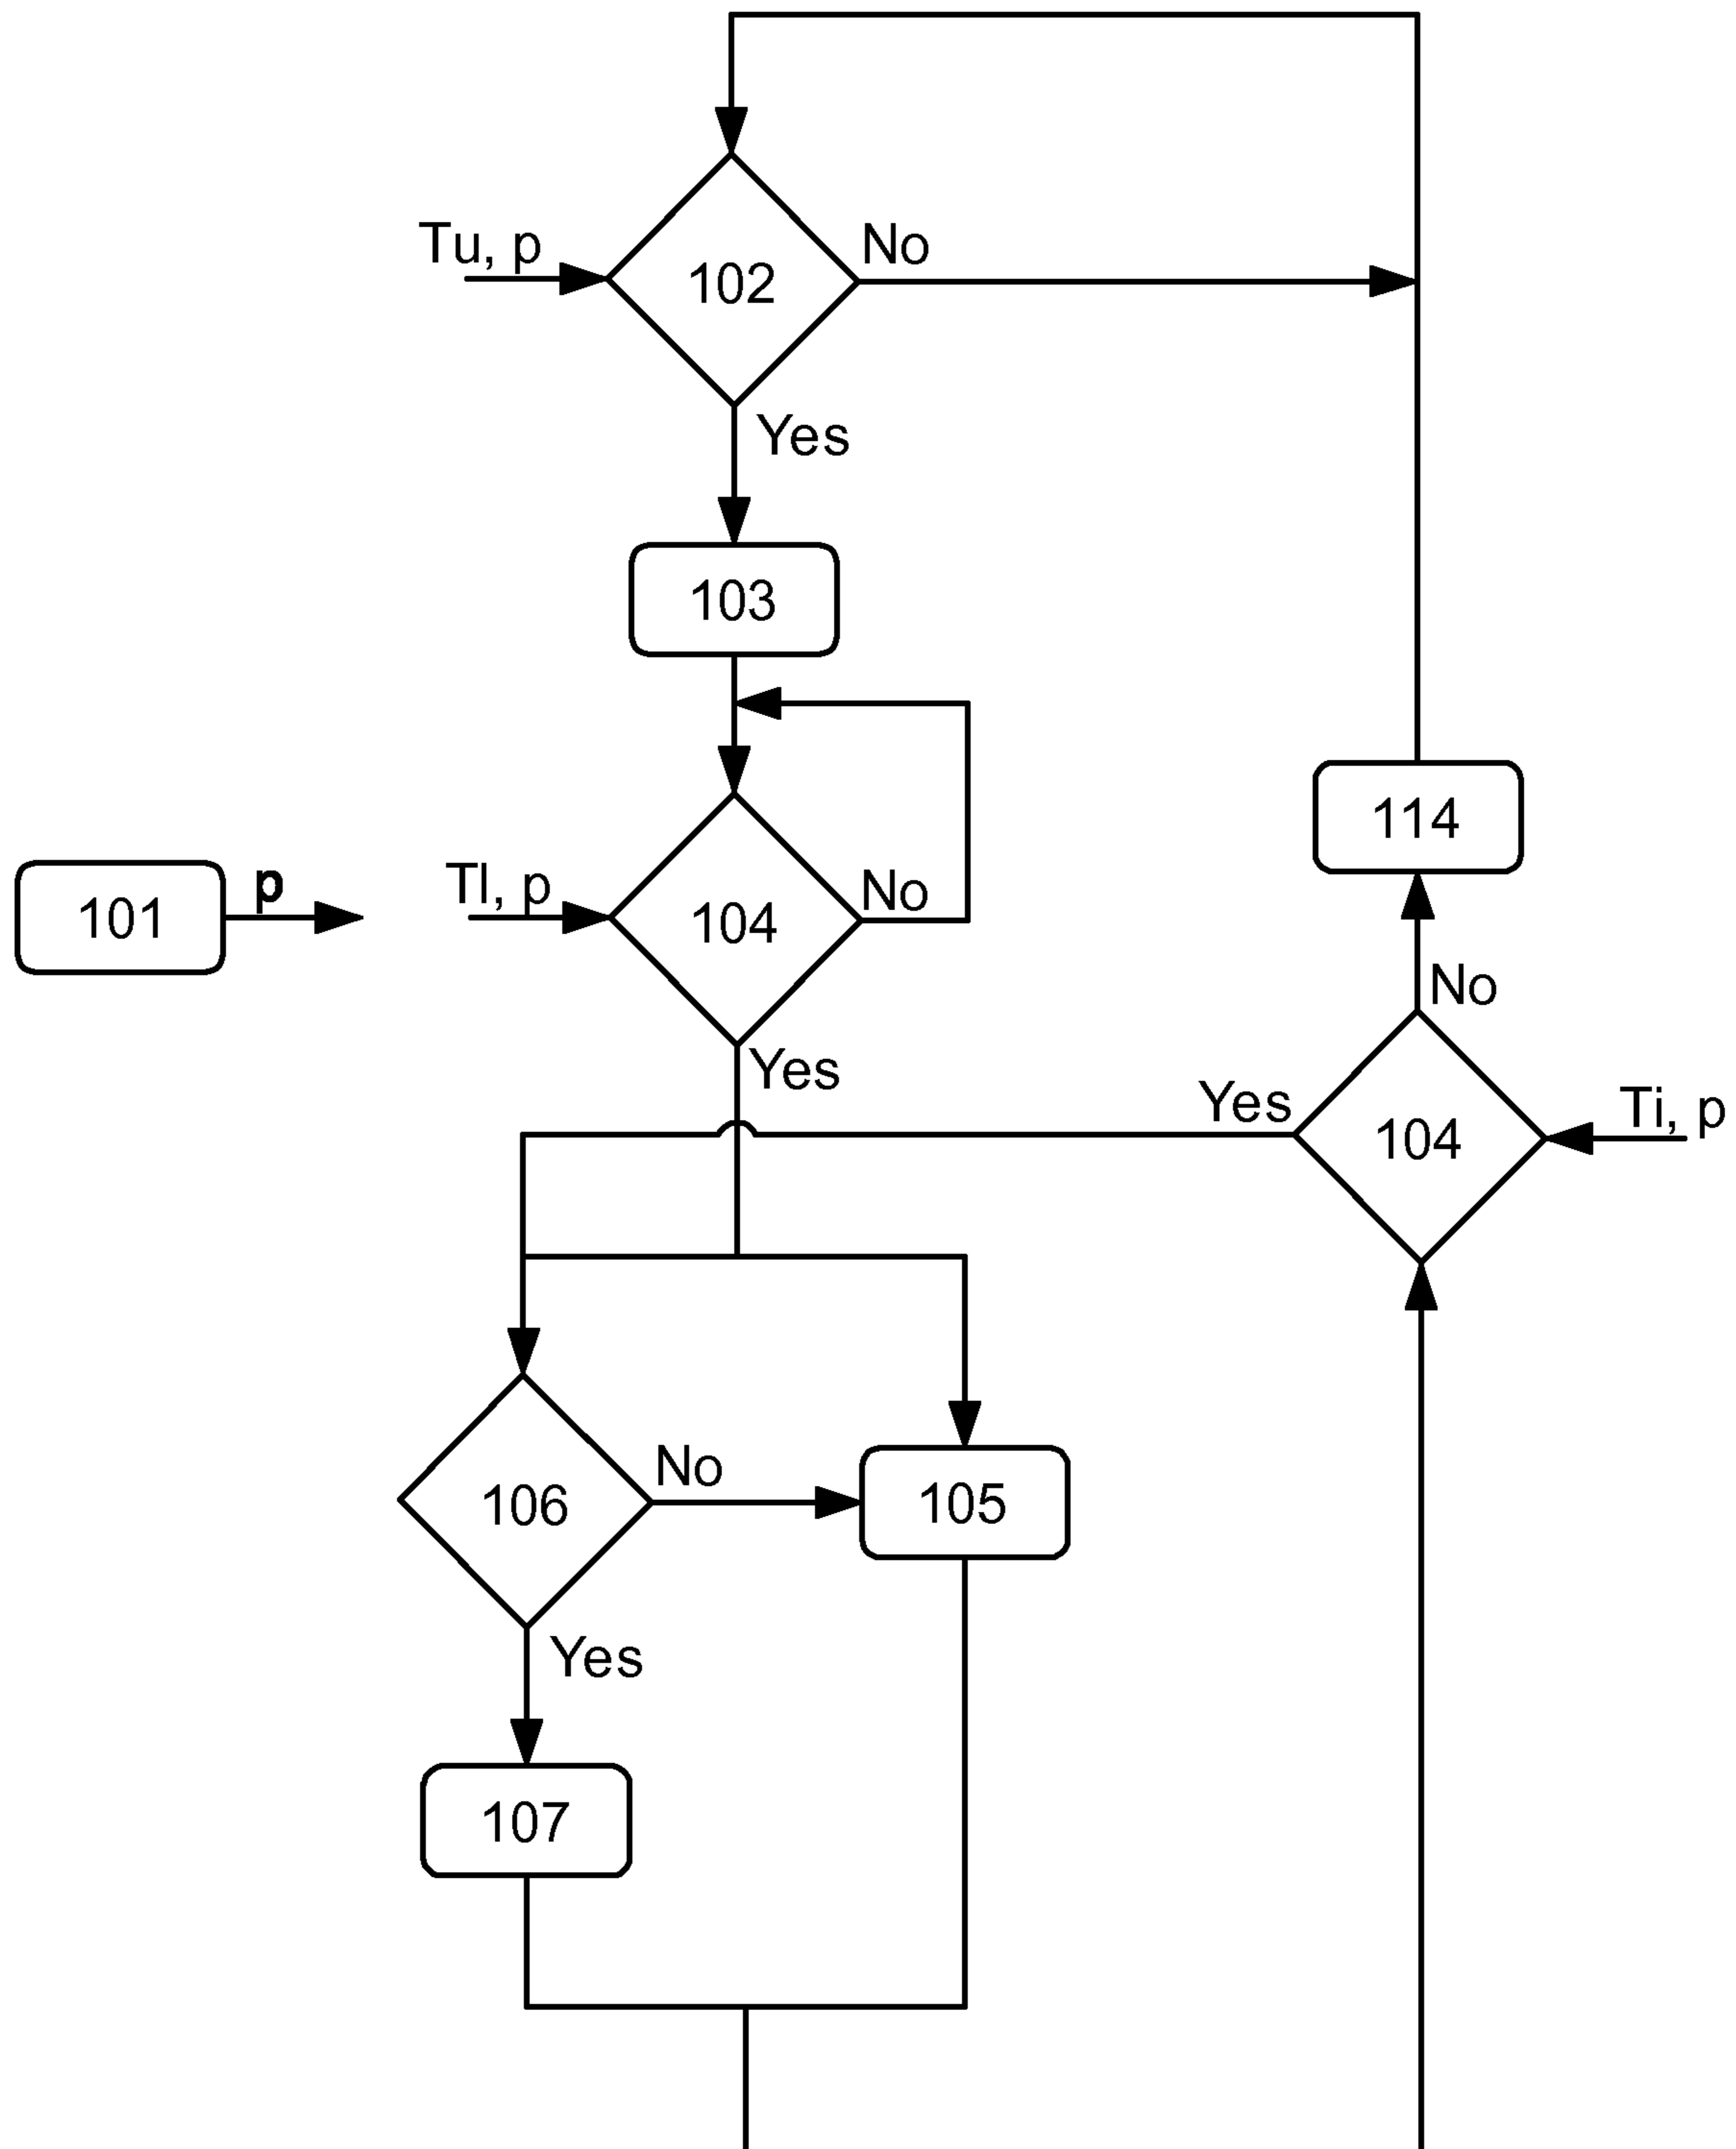 Tu, p
102
No
Yes
103
101
p
Tl, p
104
No
Yes
114
No
Yes
104
Ti, p
106
No
105
Yes
107